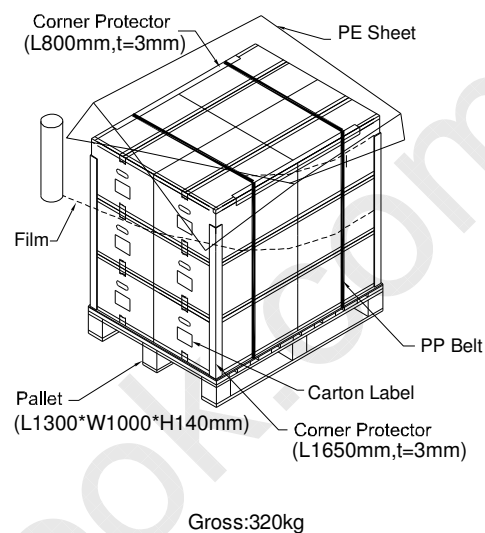 Corner Protector
(L800mm,t=3mm)
PE Sheet
Film
PP Belt
Carton Label
Pallet
(L1300*W1000*H140mm)
Corner Protector
(L1650mm,t=3mm)
Gross:320kg